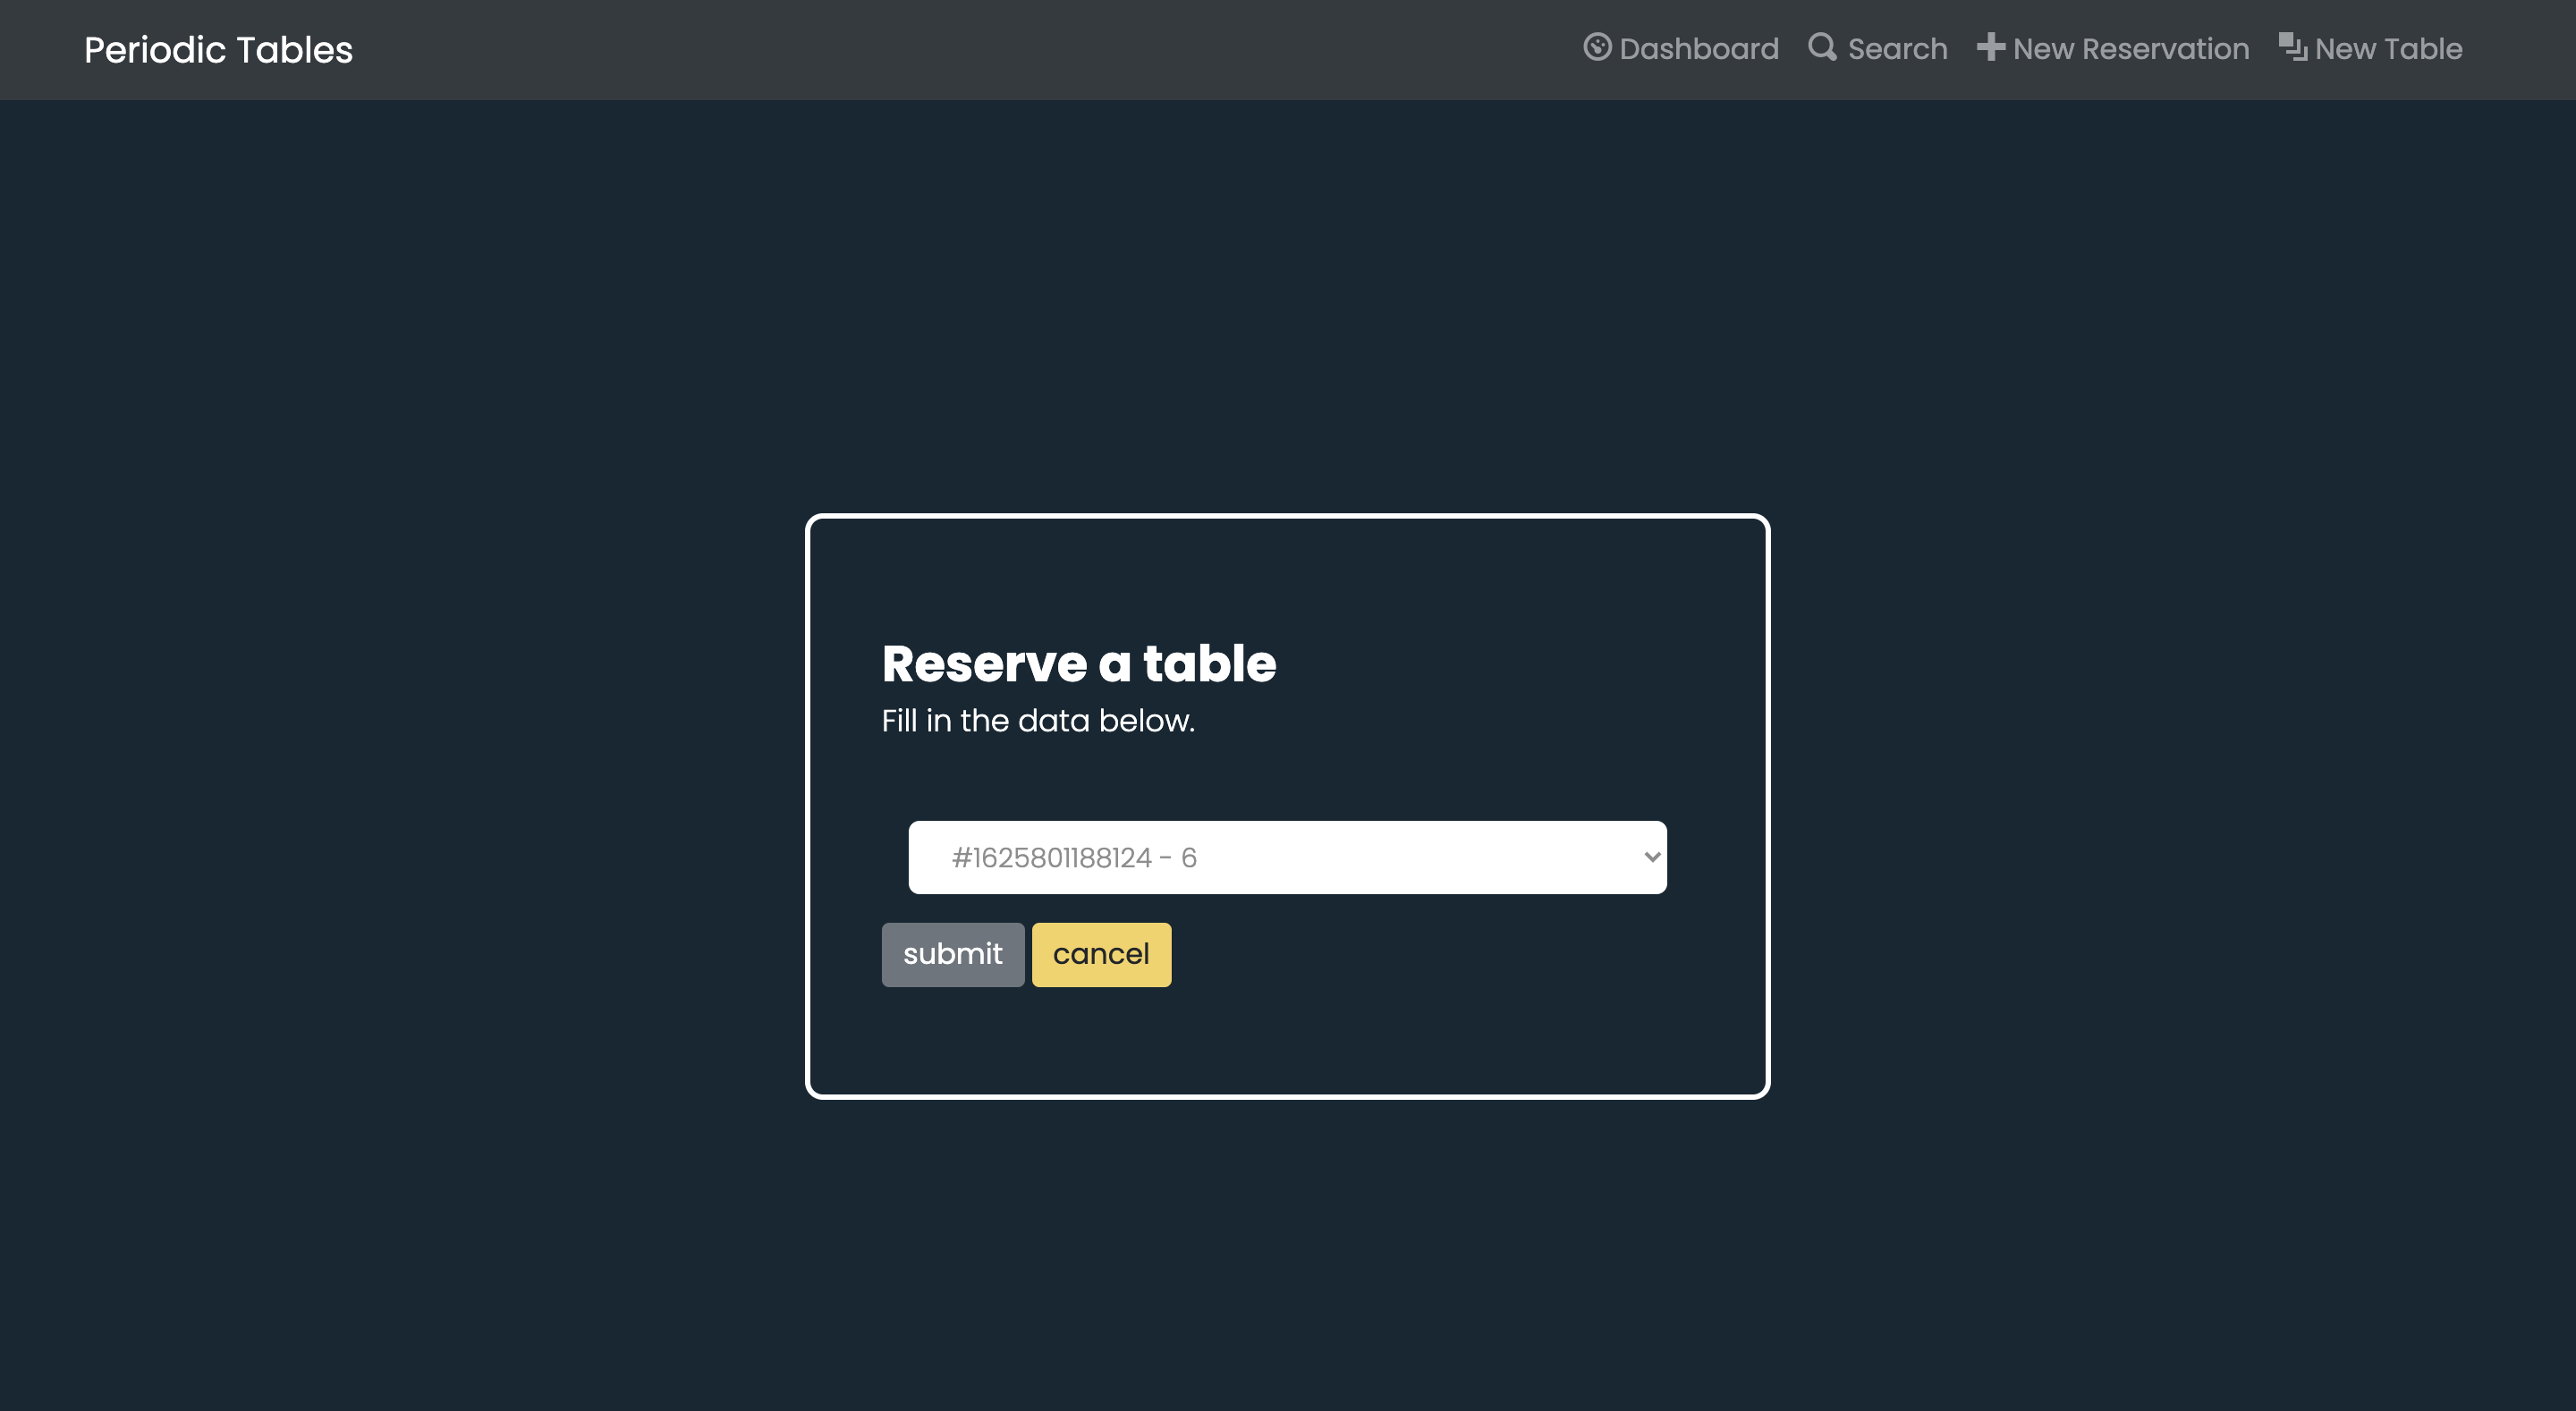 Periodic Tables
Dashboard Search New Reservation New Table
Reserve a table
Fill in the data below.
#1625801188124 - 6
submit cancel